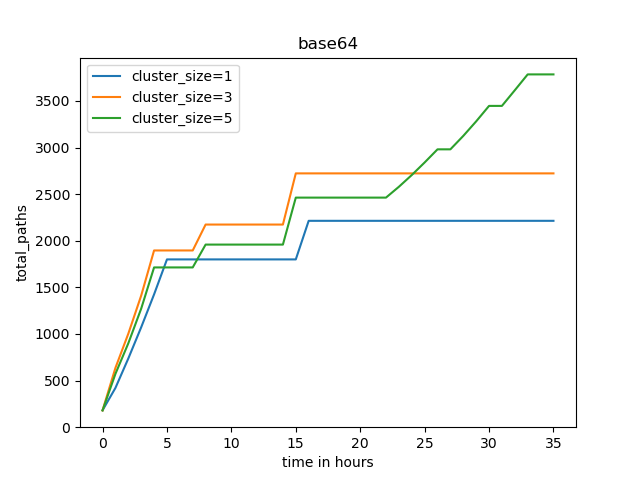 base64
cluster_size=1
cluster_size=3
cluster_size=5
total_paths
3500
3000
2500
2000
1500
1000
500
0
0 5 10 15 20 25 30 35
time in hours